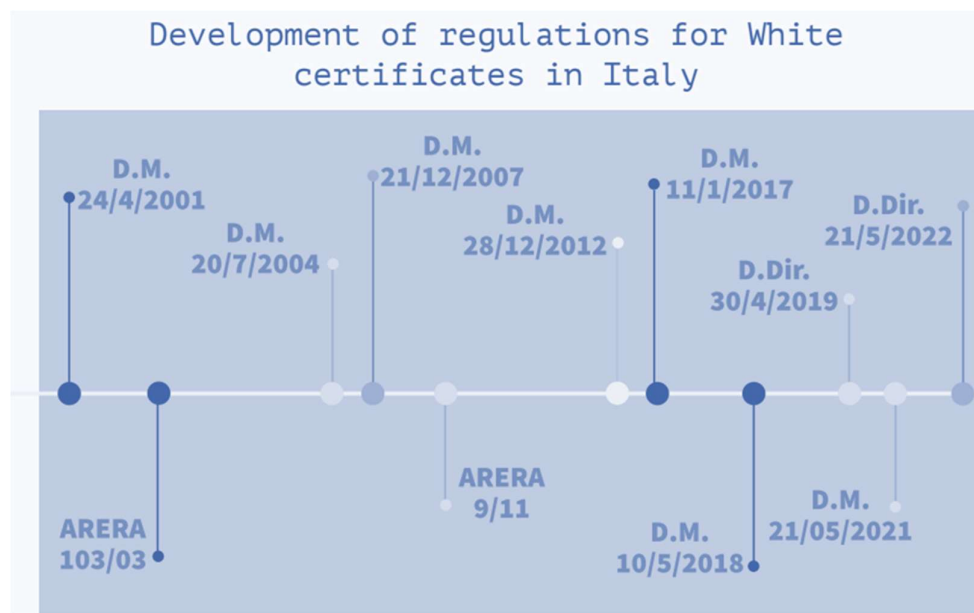 Development of regulations for White
certificates in Italy
D.M.
24/4/2001
ARERA
103/03
D.M.
20/7/2004
D.M.
21/12/2007
ARERA
9/11
D.M.
28/12/2012
D.M.
11/1/2017
D.M.
10/5/2018
D.Dir.
30/4/2019
D.M.
21/05/2021
D.Dir.
21/5/2022